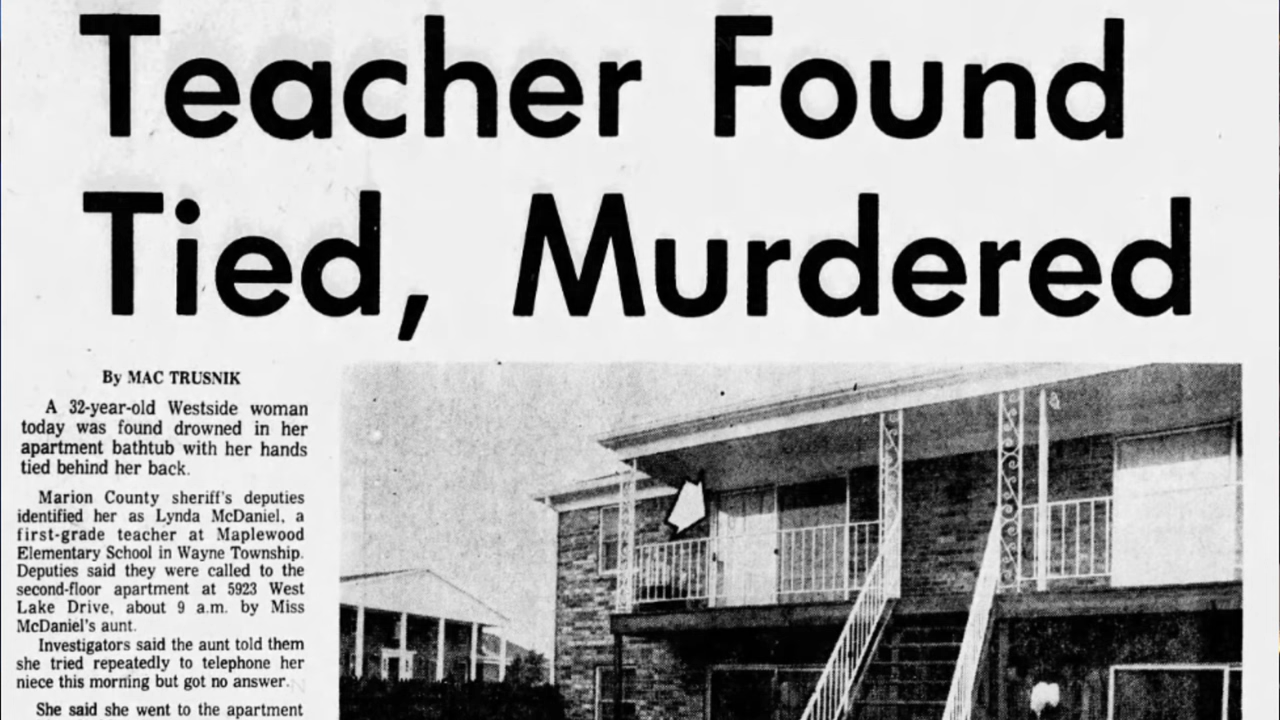 Teacher Found
Tied, Murdered
By MAC TRUSNIK
A 32-year-old Westside woman
today was found drowned in her
apartment bathtub with her hands
tied behind her back.
Marion County sheriff's deputies
identified her as Lynda McDaniel, a
first-grade teacher at Maplewood
Elementary School in Wayne Township.
Deputies said they were called to the
second-floor apartment at 5923 West
Lake Drive, about 9 a.m. by Miss
McDaniel's aunt.
Investigators said the aunt told them
she tried repeatedly to telephone her
niece this morning but got no answer.
She said she went to the apartment